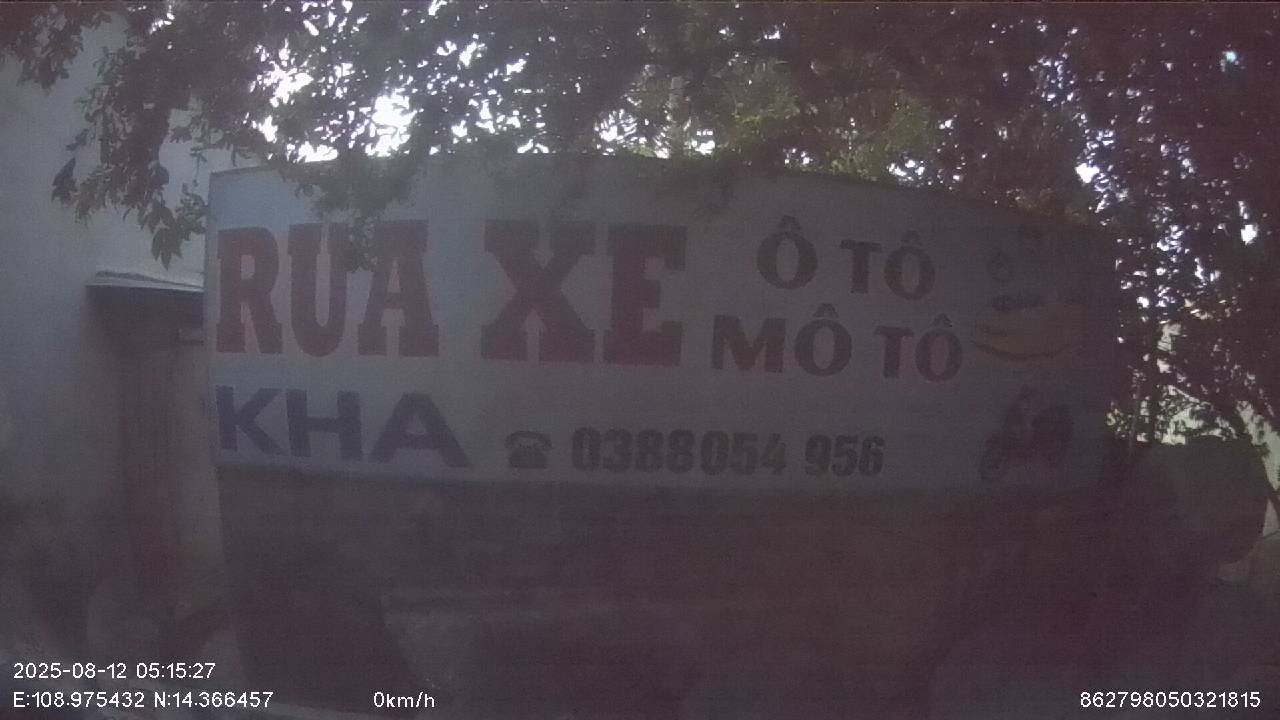 RUA XE
Ô TÔ
MÔ TÔ
KHA
0388054 956
2025-08-12 05:15:27
E:108.975432 N:14.366457
0km/h
862798050321815